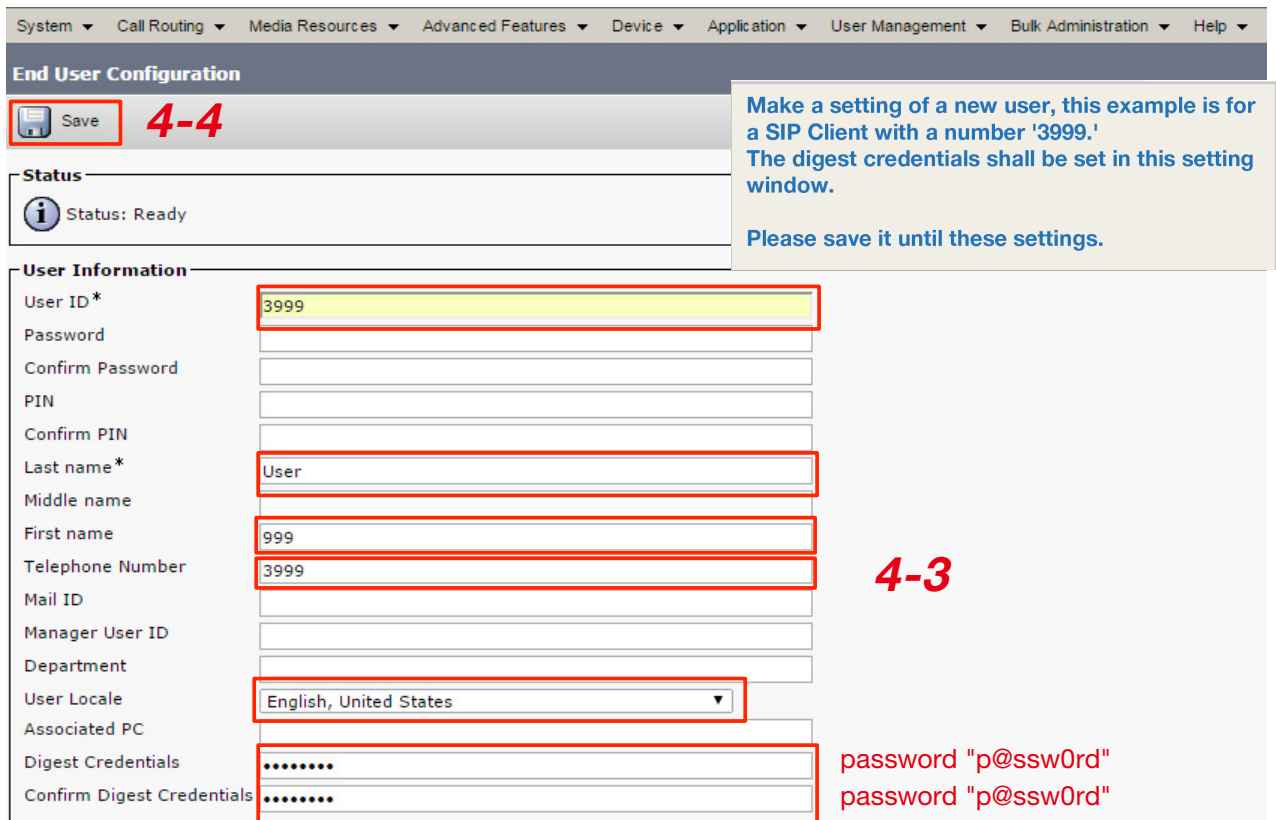 System Call Routing Media Resources Advanced Features Device Application User Management Bulk Administration Help
End User Configuration
Save
4-4
Make a setting of a new user, this example is for
a SIP Client with a number '3999.'
The digest credentials shall be set in this setting
window.
Please save it until these settings.
Status
Status: Ready
User Information
User ID* 3999
Password
Confirm Password
PIN
Confirm PIN
Last name* User
Middle name
First name 999
Telephone Number 3999
4-3
Mail ID
Manager User ID
Department
User Locale English, United States
Associated PC
Digest Credentials •••••••• password "p@ssw0rd"
Confirm Digest Credentials •••••••• password "p@ssw0rd"